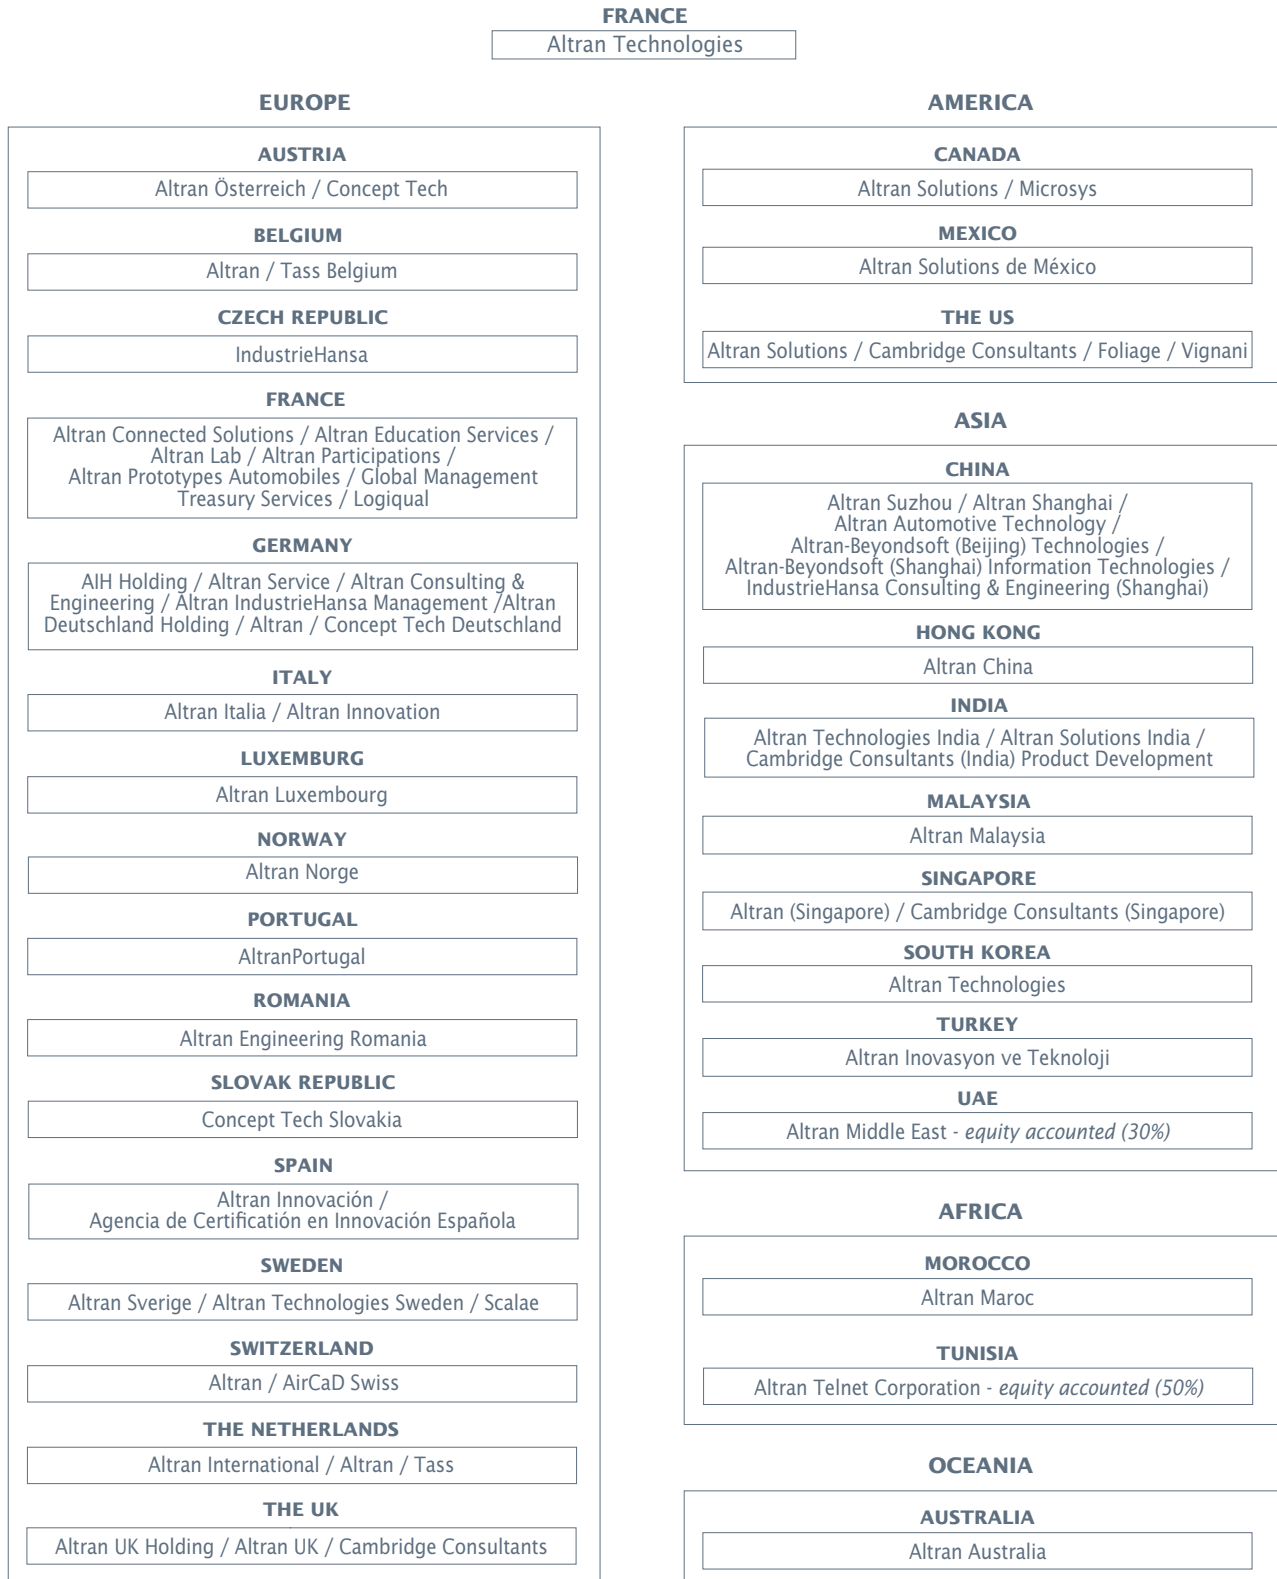 FRANCE
Altran Technologies
EUROPE
AUSTRIA
Altran Österreich / Concept Tech
BELGIUM
Altran / Tass Belgium
CZECH REPUBLIC
IndustrieHansa
FRANCE
Altran Connected Solutions / Altran Education Services /
Altran Lab / Altran Participations /
Altran Prototypes Automobiles / Global Management
Treasury Services / Logiqual
GERMANY
AIH Holding / Altran Service / Altran Consulting &
Engineering / Altran IndustrieHansa Management /Altran
Deutschland Holding / Altran / Concept Tech Deutschland
ITALY
Altran Italia / Altran Innovation
LUXEMBURG
Altran Luxembourg
NORWAY
Altran Norge
PORTUGAL
AltranPortugal
ROMANIA
Altran Engineering Romania
SLOVAK REPUBLIC
Concept Tech Slovakia
SPAIN
Altran Innovación /
Agencia de Certificatión en Innovación Española
SWEDEN
Altran Sverige / Altran Technologies Sweden / Scalae
SWITZERLAND
Altran / AirCaD Swiss
THE NETHERLANDS
Altran International / Altran / Tass
THE UK
Altran UK Holding / Altran UK / Cambridge Consultants
AMERICA
CANADA
Altran Solutions / Microsys
MEXICO
Altran Solutions de México
THE US
Altran Solutions / Cambridge Consultants / Foliage / Vignani
ASIA
CHINA
Altran Suzhou / Altran Shanghai /
Altran Automotive Technology /
Altran-Beyondsoft (Beijing) Technologies /
Altran-Beyondsoft (Shanghai) Information Technologies /
IndustrieHansa Consulting & Engineering (Shanghai)
HONG KONG
Altran China
INDIA
Altran Technologies India / Altran Solutions India /
Cambridge Consultants (India) Product Development
MALAYSIA
Altran Malaysia
SINGAPORE
Altran (Singapore) / Cambridge Consultants (Singapore)
SOUTH KOREA
Altran Technologies
TURKEY
Altran Inovasyon ve Teknoloji
UAE
Altran Middle East - equity accounted (30%)
AFRICA
MOROCCO
Altran Maroc
TUNISIA
Altran Telnet Corporation - equity accounted (50%)
OCEANIA
AUSTRALIA
Altran Australia